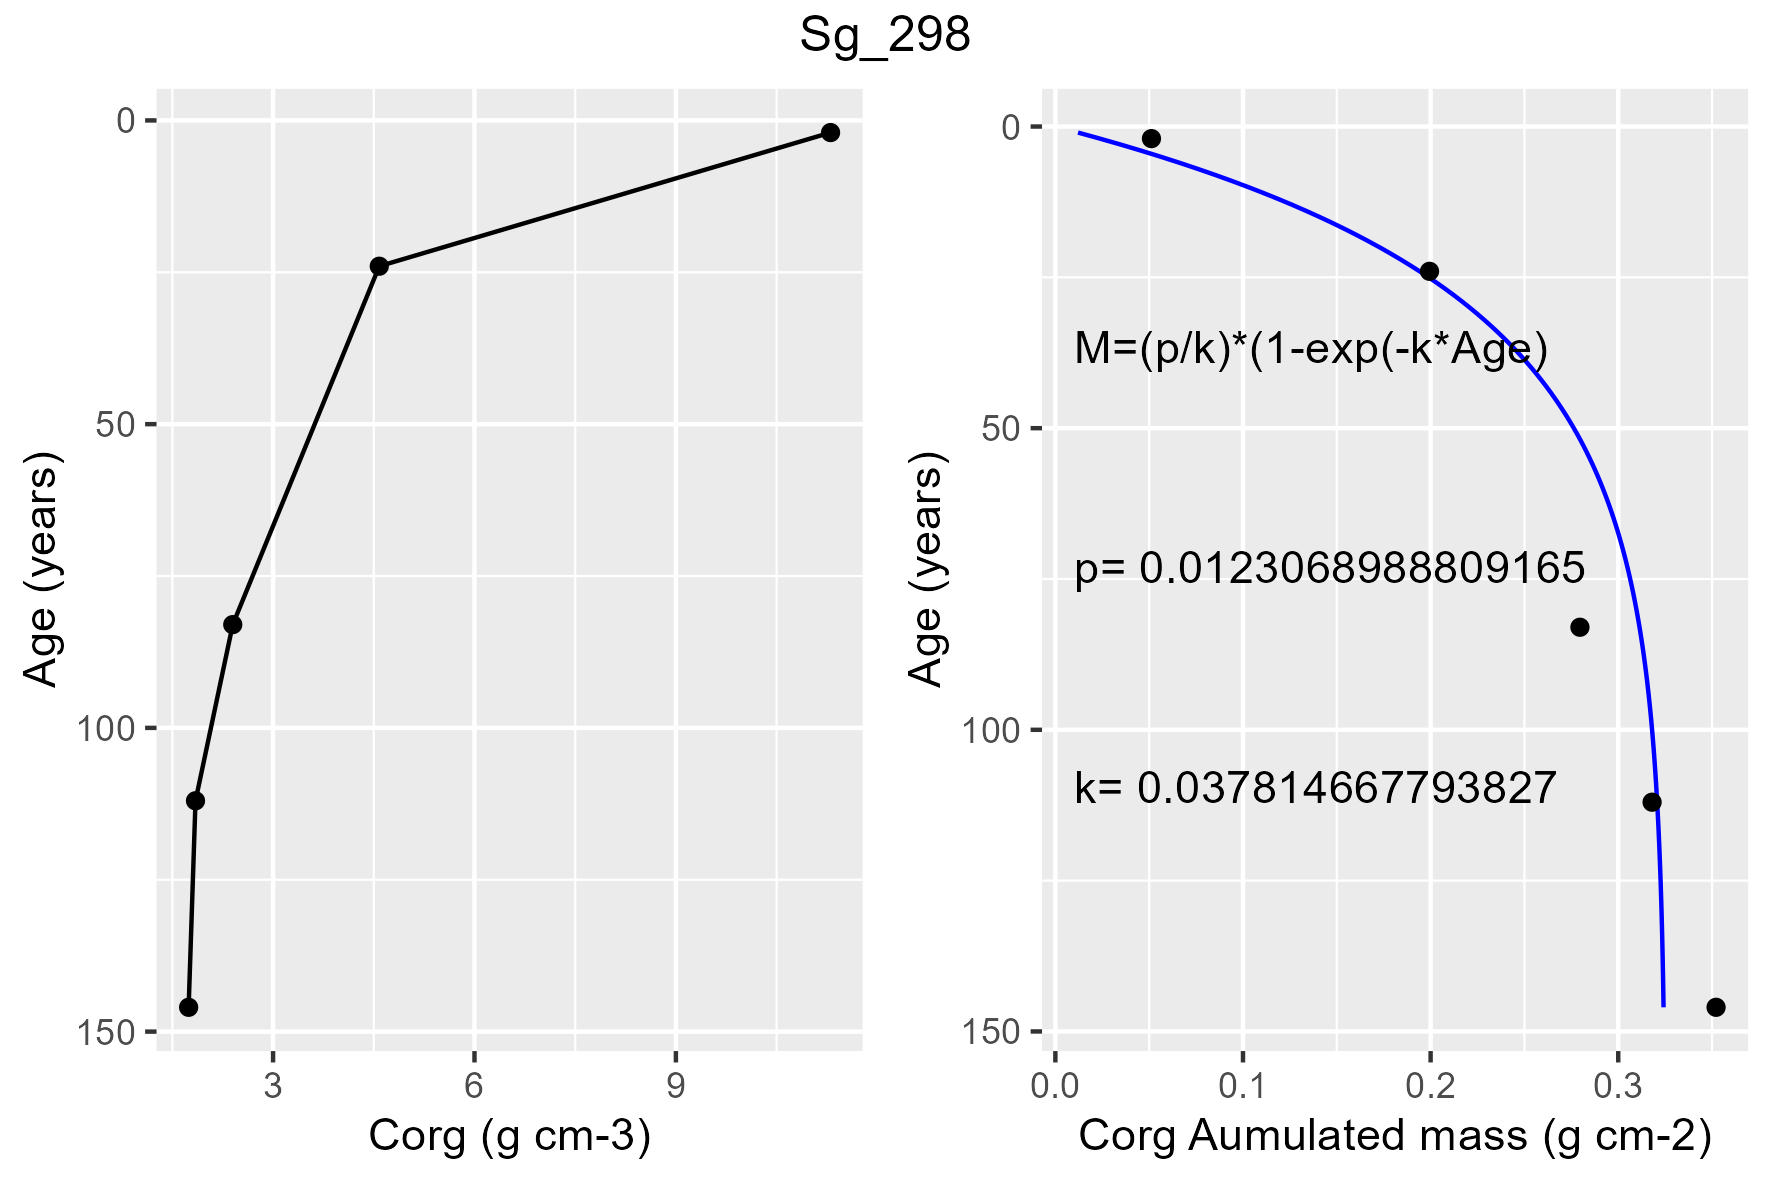 Sg_298
0
50
100
150
3
6
9
Age (years)
Corg (g cm-3)
0
50
100
150
0.0
0.1
0.2
0.3
Age (years)
M=(p/k)*(1-exp(-k*Age)
p= 0.0123068988809165
k= 0.037814667793827
Corg Aumulated mass (g cm-2)